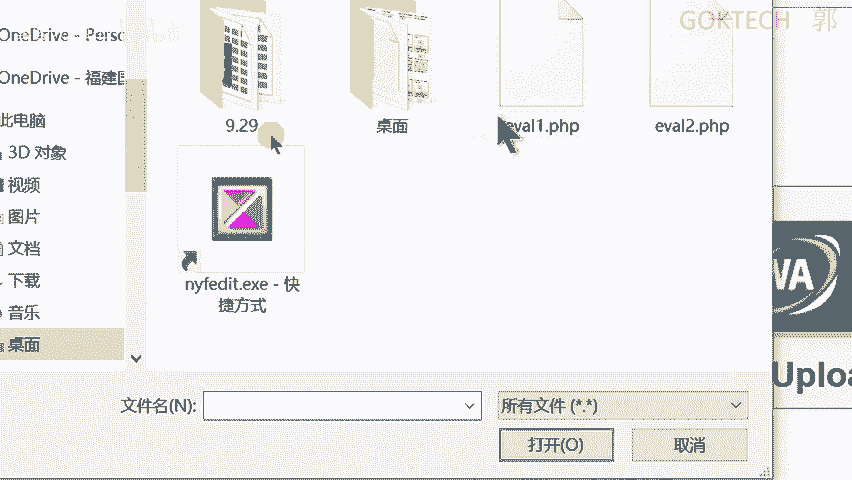 GOKTECH 郭
OneDrive - Perso
OneDrive - 福建
此电脑
3D 对象
视频
图片
文档
下载
音乐
桌面
9.29
桌面
eval1.php
eval2.php
nyfedit.exe - 快
捷方式
文件名(N):
所有文件 (*.*)
打开(O)
取消
WA
Uploa